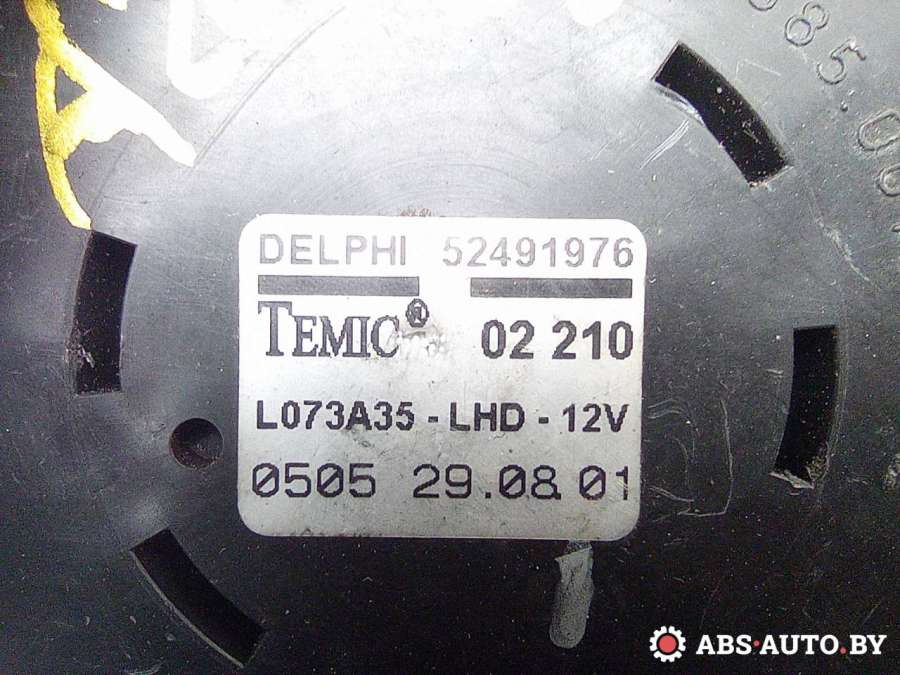 DELPHI 52491976
TEMIC® 02 210
L073A35 - LHD - 12V
0505 29.08.01
ABS-AUTO.BY